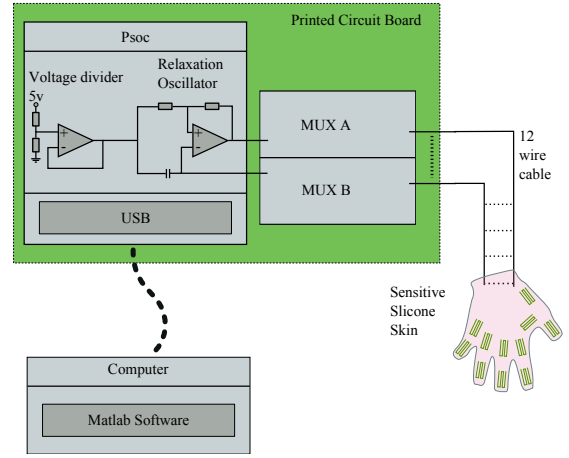 Printed Circuit Board
Psoc
Voltage divider
5v
Relaxation
Oscillator
+
-
+
-
MUX A
MUX B
USB
12
wire
cable
Sensitive
Slicone
Skin
Computer
Matlab Software